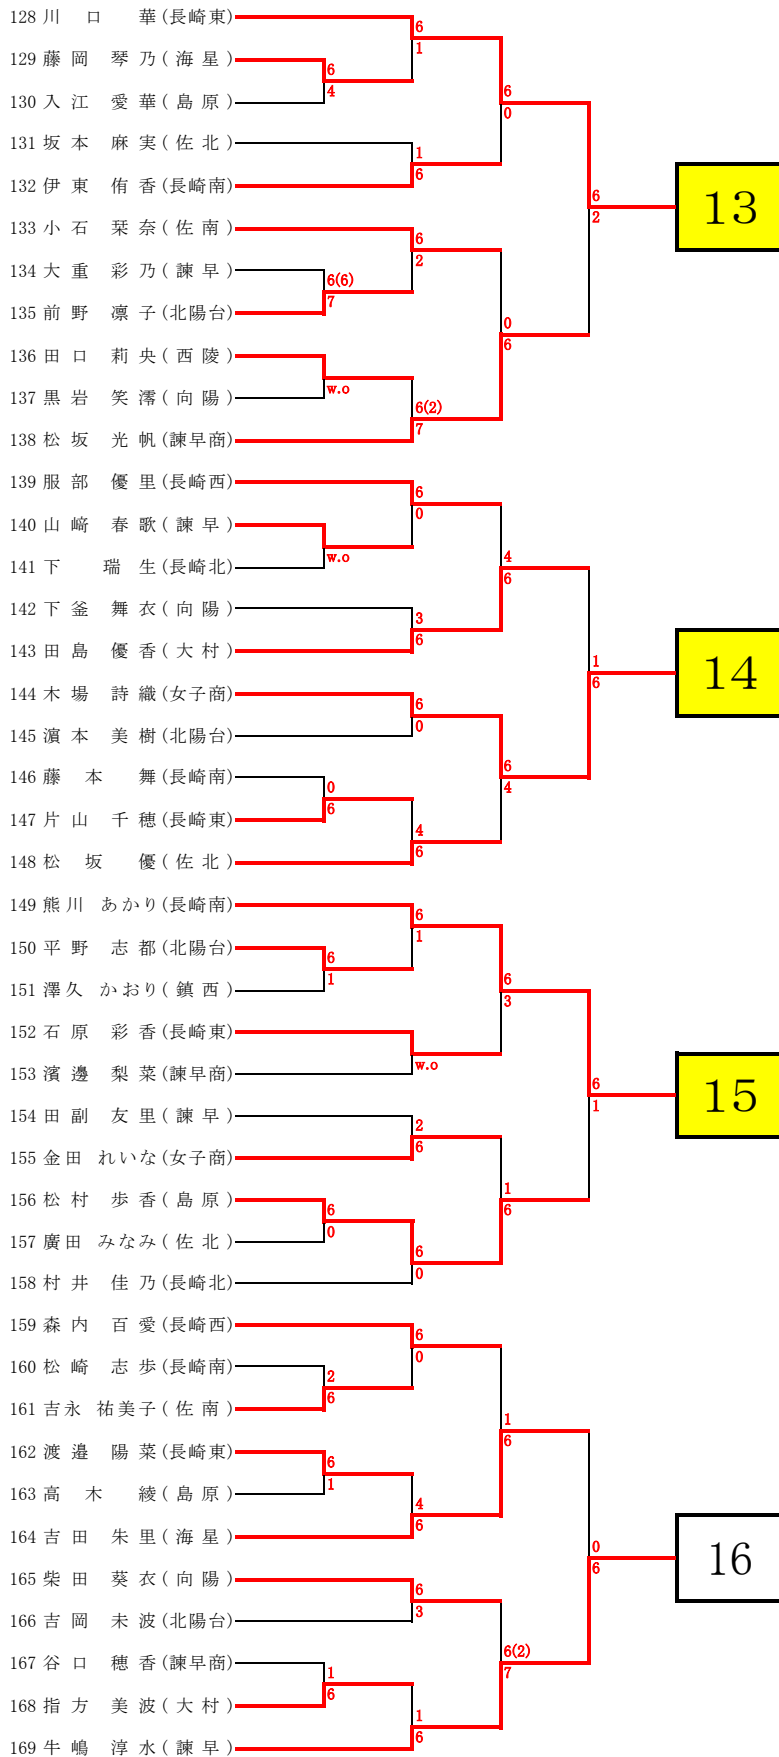 128 川口 華 (長崎東)
6
1
129 藤岡 琴乃 (海星)
6
4
130 入江 愛華 (島原)
6
0
131 坂本 麻実 (佐北)
1
6
132 伊東 侑香 (長崎南)
6
2
13
133 小石 栞奈 (佐南)
6
2
134 大重 彩乃 (諫早)
6(6)
7
135 前野 凛子 (北陽台)
0
6
136 田口 莉央 (西陵)
w.o
137 黒岩 笑澪 (向陽)
6(2)
7
138 松坂 光帆 (諫早商)
139 服部 優里 (長崎西)
6
0
140 山﨑 春歌 (諫早)
w.o
141 下 瑞生 (長崎北)
4
6
142 下釜 舞衣 (向陽)
3
6
143 田島 優香 (大村)
1
6
14
144 木場 詩織 (女子商)
6
0
145 濵本 美樹 (北陽台)
6
4
146 藤本 舞 (長崎南)
0
6
147 片山 千穂 (長崎東)
4
6
148 松坂 優 (佐北)
149 熊川 あかり (長崎南)
6
1
150 平野 志都 (北陽台)
6
1
151 澤久 かおり (鎮西)
6
3
152 石原 彩香 (長崎東)
w.o
153 濱邊 梨菜 (諫早商)
6
1
15
154 田副 友里 (諫早)
2
6
155 金田 れいな (女子商)
1
6
156 松村 歩香 (島原)
6
0
157 廣田 みなみ (佐北)
6
0
158 村井 佳乃 (長崎北)
159 森内 百愛 (長崎西)
6
0
160 松崎 志歩 (長崎南)
2
6
161 吉永 祐美子 (佐南)
1
6
162 渡邉 陽菜 (長崎東)
6
1
163 高木 綾 (島原)
4
6
164 吉田 朱里 (海星)
0
6
16
165 柴田 葵衣 (向陽)
6
3
166 吉岡 未波 (北陽台)
6(2)
7
167 谷口 穂香 (諫早商)
1
6
168 指方 美波 (大村)
1
6
169 牛嶋 淳水 (諫早)